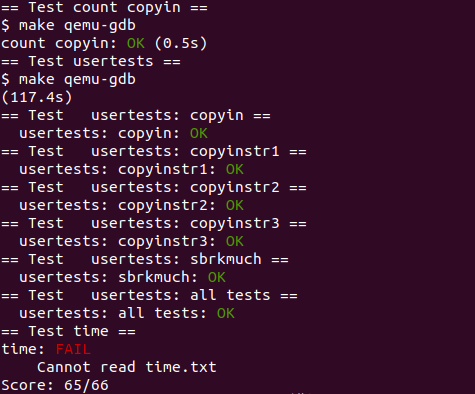 == Test count copyin ==
$ make qemu-gdb
count copyin: OK (0.5s)
== Test usertests ==
$ make qemu-gdb
(117.4s)
== Test   usertests: copyin ==
  usertests: copyin: OK
== Test   usertests: copyinstr1 ==
  usertests: copyinstr1: OK
== Test   usertests: copyinstr2 ==
  usertests: copyinstr2: OK
== Test   usertests: copyinstr3 ==
  usertests: copyinstr3: OK
== Test   usertests: sbrkmuch ==
  usertests: sbrkmuch: OK
== Test   usertests: all tests ==
  usertests: all tests: OK
== Test time ==
time: FAIL
    Cannot read time.txt
Score: 65/66